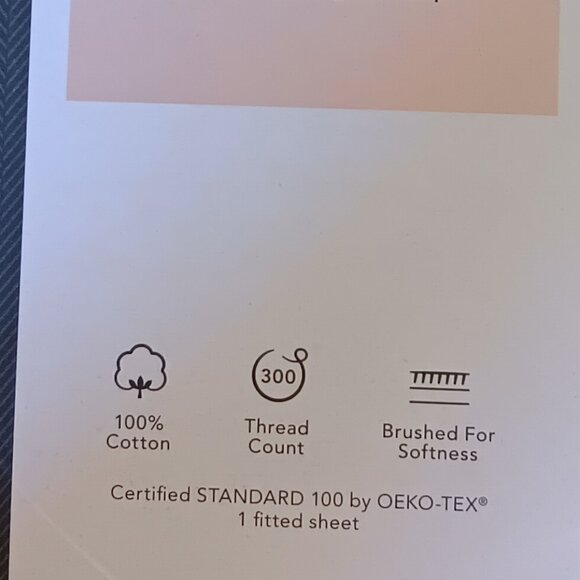 300
100%
Cotton
Thread
Count
Brushed For
Softness
Certified STANDARD 100 by OEKO-TEX®
1 fitted sheet